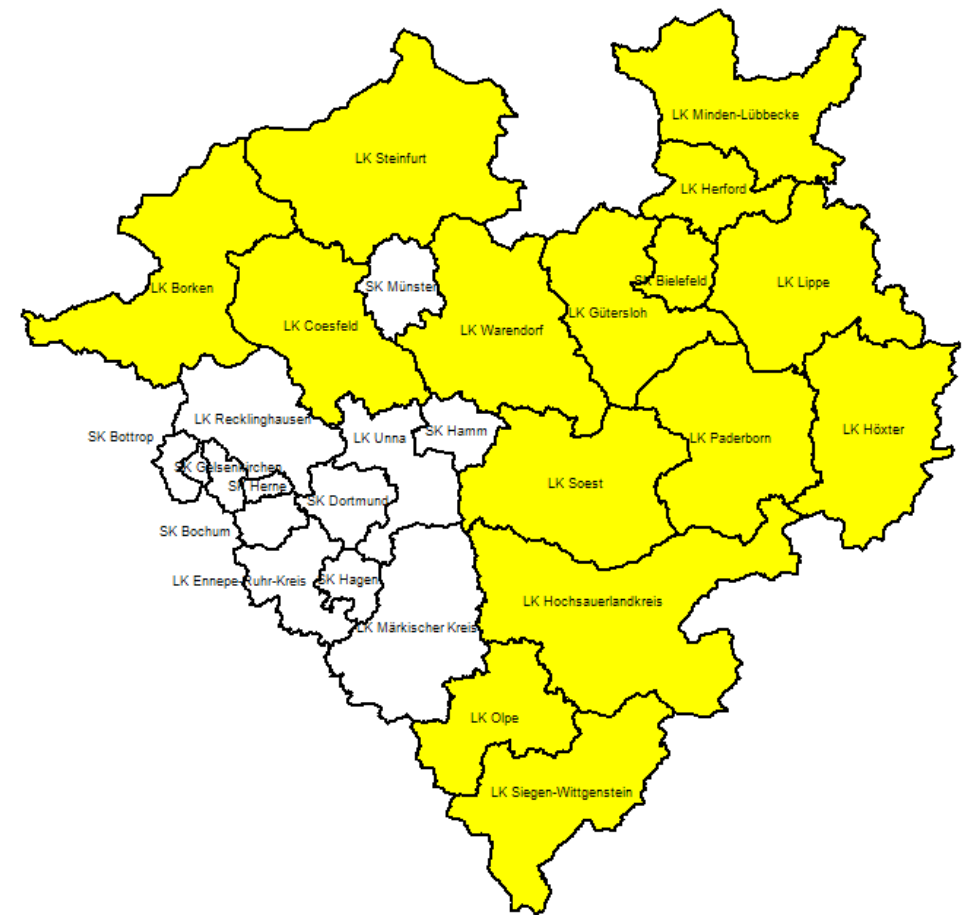 LK Minden-Lübbecke
LK Steinfurt
LK Herford
SK Bielefeld
LK Lippe
SK Münster
LK Borken
LK Gütersloh
LK Coesfeld
LK Warendorf
LK Recklinghausen
LK Höxter
SK Hamm
SK Bottrop
LK Unna
LK Paderborn
SK Gelsenkirchen
LK Soest
SK Herne
SK Dortmund
SK Bochum
LK Ennepe-Ruhr-Kreis
SK Hagen
LK Hochsauerlandkreis
LK Märkischer Kreis
LK Olpe
LK Siegen-Wittgenstein